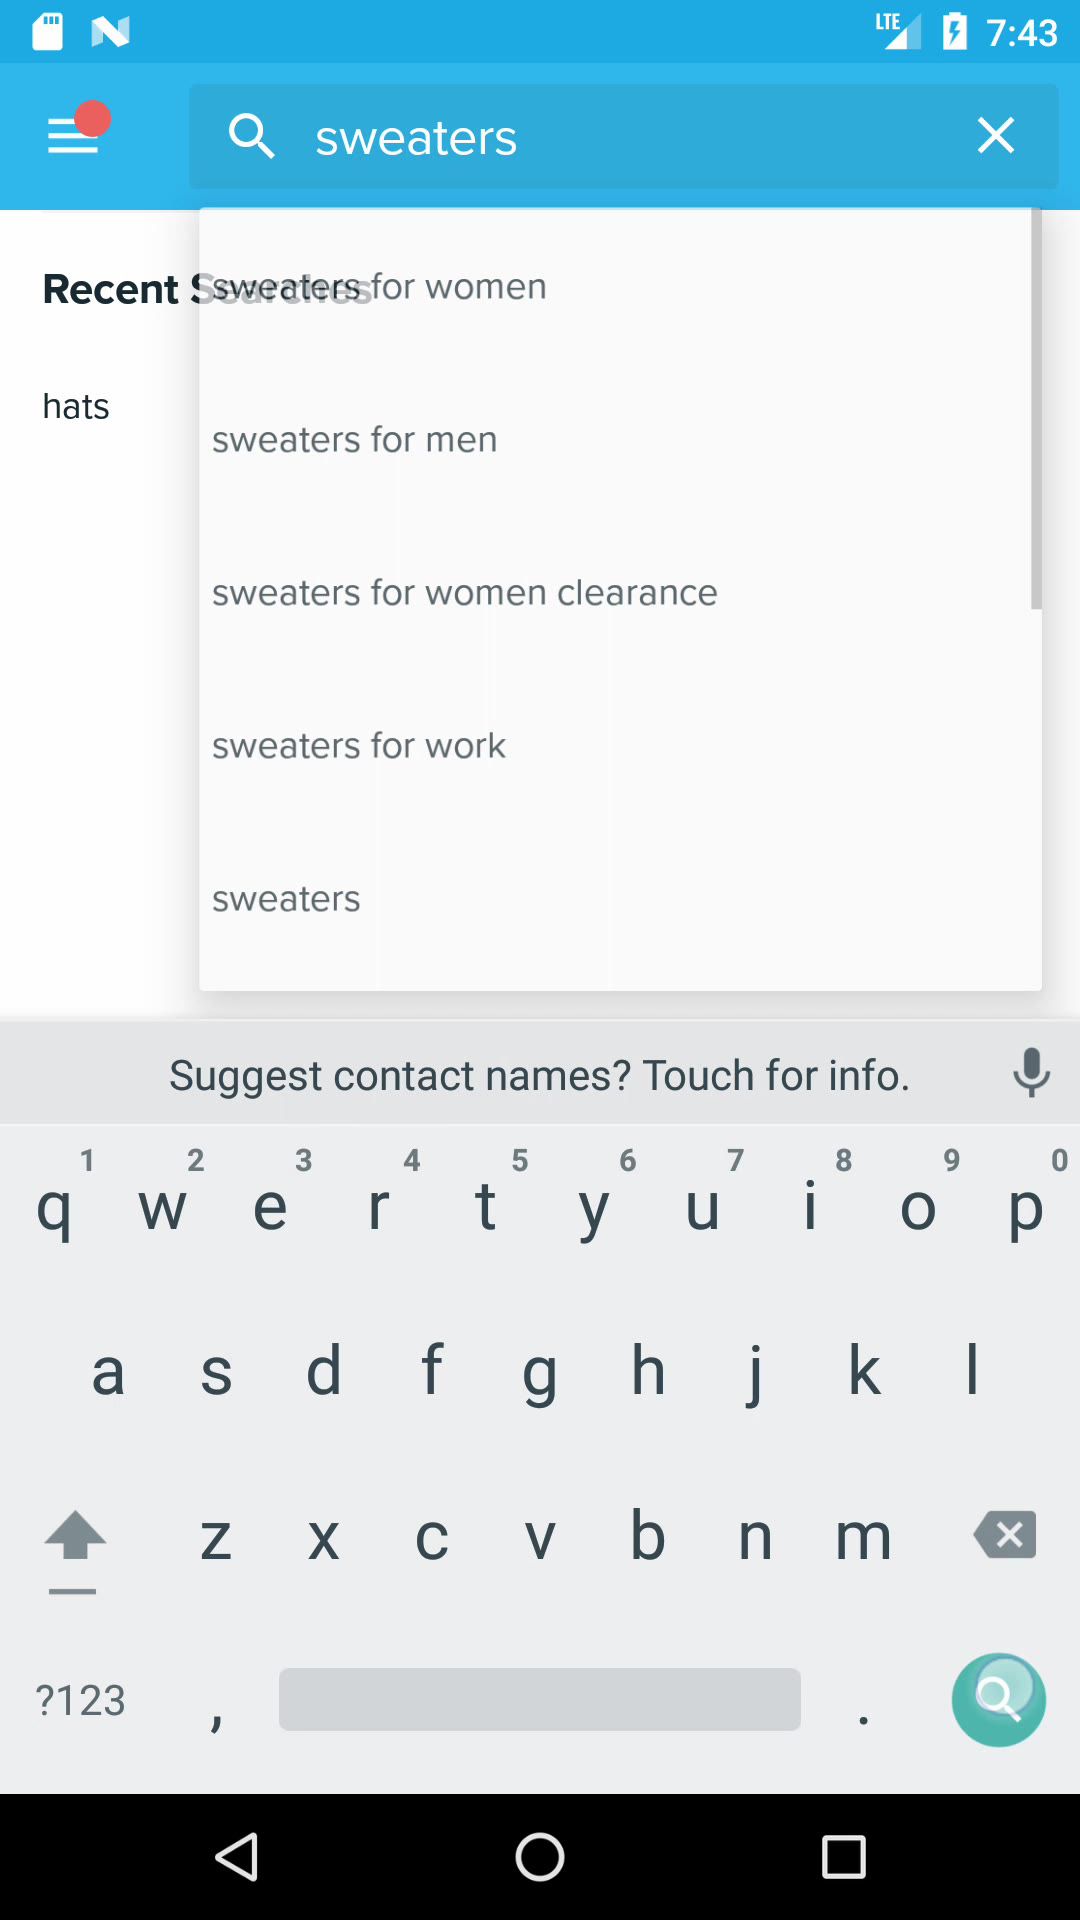 LTE 7:43
sweaters
Recent Searches
sweaters for women
hats
sweaters for men
sweaters for women clearance
sweaters for work
sweaters
Suggest contact names? Touch for info.
1 2 3 4 5 6 7 8 9 0
q w e r t y u i o p
a s d f g h j k l
z x c v b n m
?123 , .